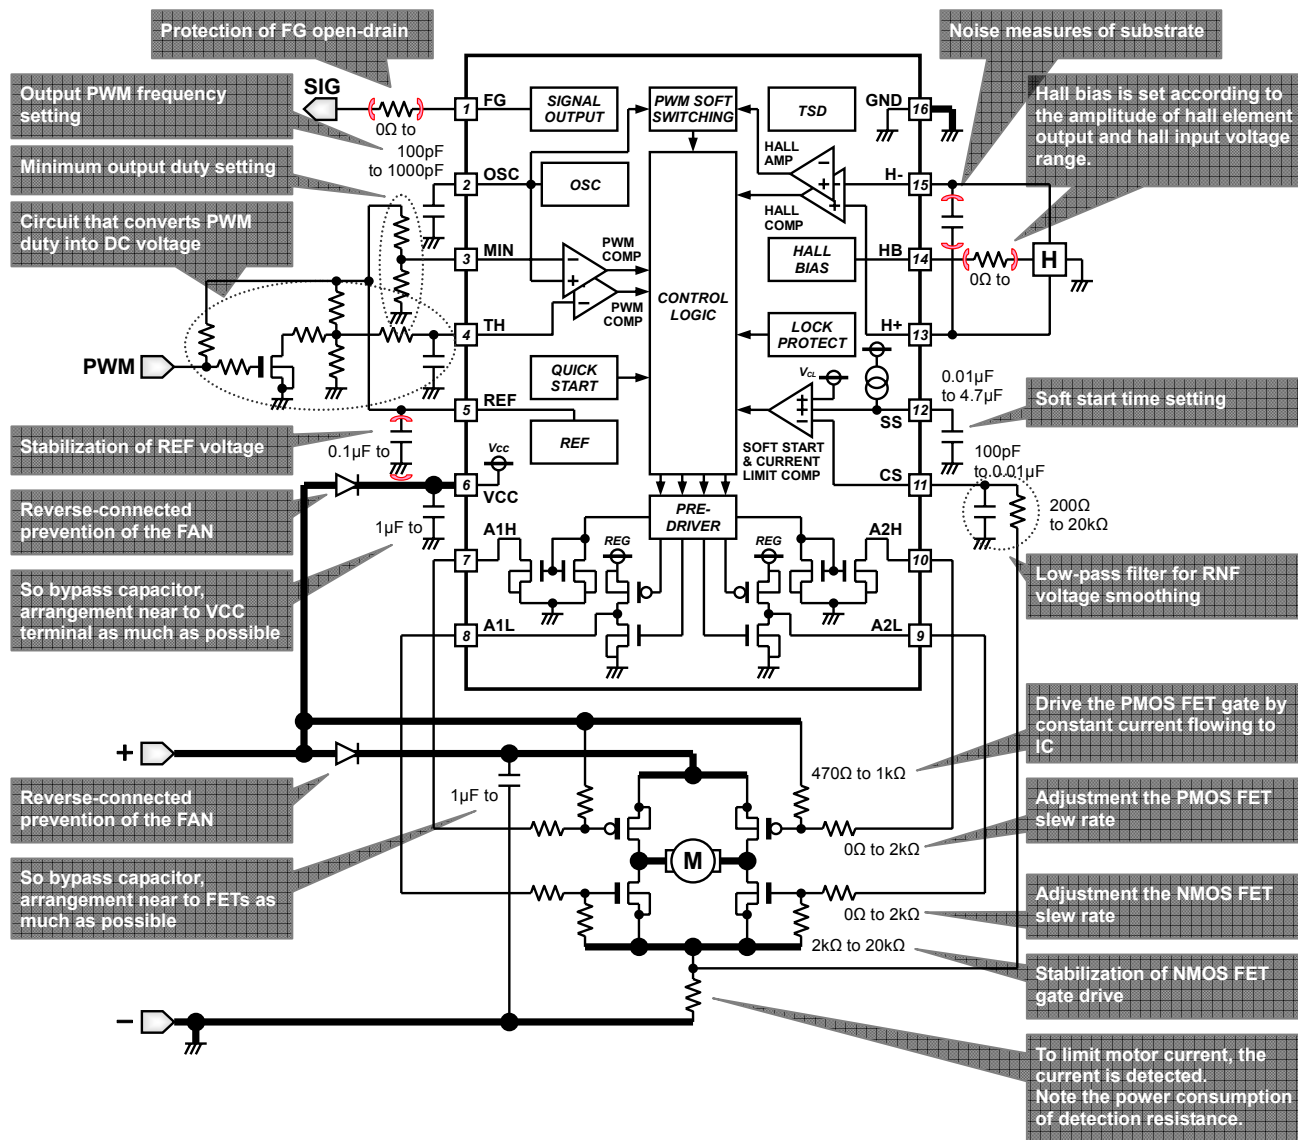 Protection of FG open-drain
Noise measures of substrate
Output PWM frequency
setting
SIG
0Ω to
100pF
to 1000pF
Minimum output duty setting
Circuit that converts PWM
duty into DC voltage
PWM
Stabilization of REF voltage
0.1µF to
Reverse-connected
prevention of the FAN
1µF to
So bypass capacitor,
arrangement near to VCC
terminal as much as possible
1
FG
2
OSC
3
MIN
4
TH
5
REF
6
VCC
Vcc
7
A1H
8
A1L
SIGNAL
OUTPUT
PWM SOFT
SWITCHING
TSD
OSC
HALL
AMP
HALL
COMP
PWM
COMP
PWM
COMP
CONTROL
LOGIC
HALL
BIAS
LOCK
PROTECT
QUICK
START
REF
VCL
SOFT START
& CURRENT
LIMIT COMP
PRE-
DRIVER
REG
REG
GND
16
H-
15
HB
14
H+
13
SS
12
CS
11
A2H
10
A2L
9
Hall bias is set according to
the amplitude of hall element
output and hall input voltage
range.
H
0Ω to
0.01µF
to 4.7µF
Soft start time setting
100pF
to 0.01µF
200Ω
to 20kΩ
Low-pass filter for RNF
voltage smoothing
+
Reverse-connected
prevention of the FAN
1µF to
So bypass capacitor,
arrangement near to FETs as
much as possible
M
470Ω to 1kΩ
Drive the PMOS FET gate by
constant current flowing to
IC
0Ω to 2kΩ
Adjustment the PMOS FET
slew rate
0Ω to 2kΩ
Adjustment the NMOS FET
slew rate
2kΩ to 20kΩ
Stabilization of NMOS FET
gate drive
−
To limit motor current, the
current is detected.
Note the power consumption
of detection resistance.